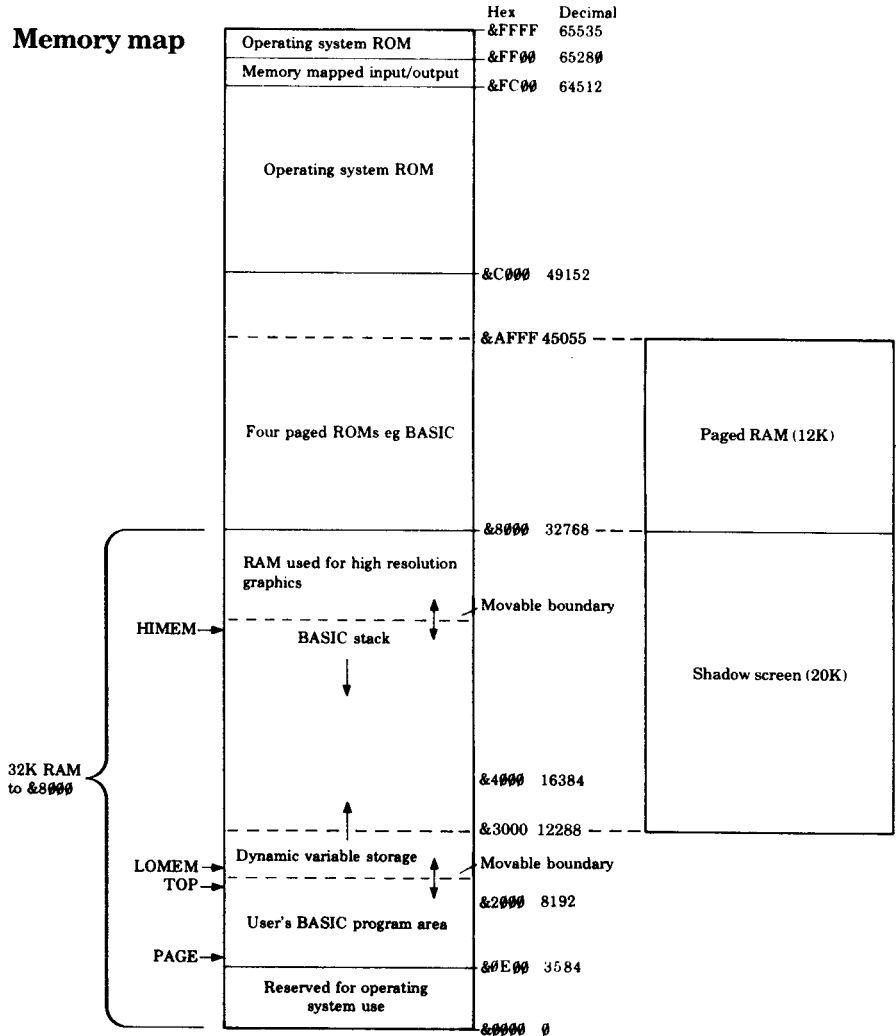 Memory map
Hex Decimal
&FFFF 65535
Operating system ROM
&FF00 65280
Memory mapped input/output
&FC00 64512
Operating system ROM
&C000 49152
&AFFF 45055
Four paged ROMs eg BASIC
Paged RAM (12K)
&8000 32768
RAM used for high resolution
graphics
Movable boundary
HIMEM
BASIC stack
Shadow screen (20K)
32K RAM
to &8000
&4000 16384
&3000 12288
Dynamic variable storage
Movable boundary
LOMEM
TOP
&2000 8192
User's BASIC program area
PAGE
&0E00 3584
Reserved for operating
system use
&0000 0